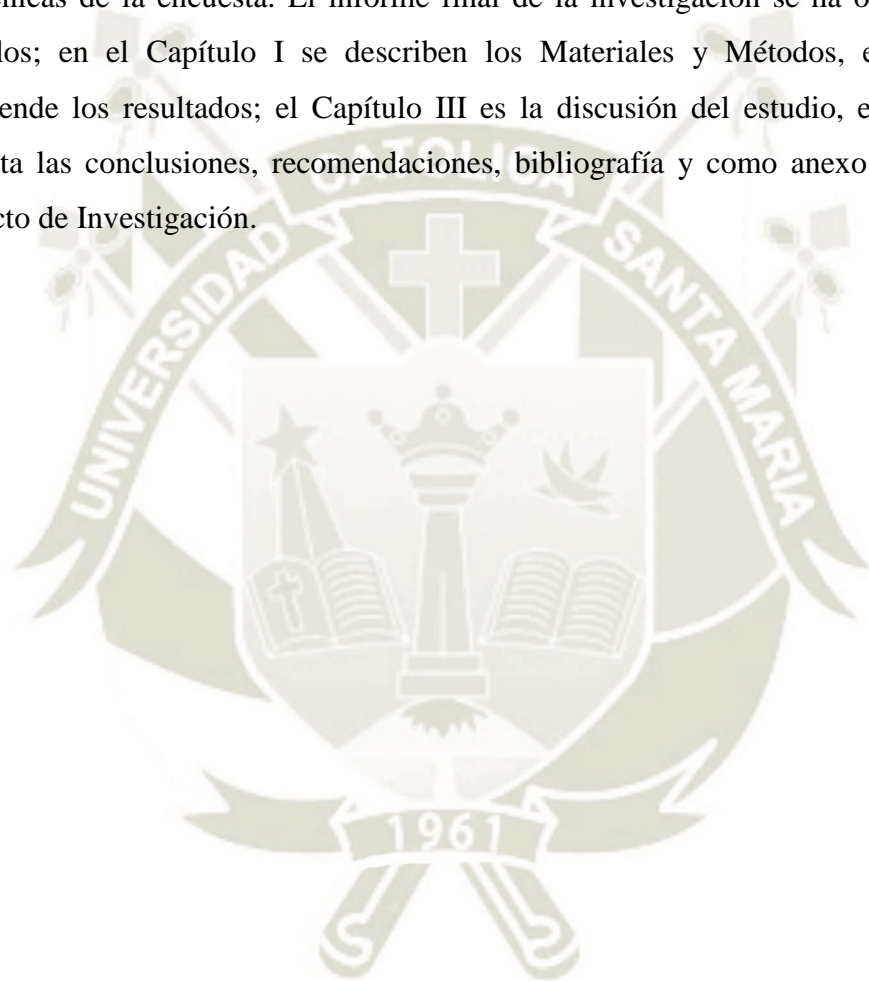 nicas de la encuesta. El informe final de la investigación se ha o
los; en el Capítulo I se describen los Materiales y Métodos, e
ende los resultados; el Capítulo III es la discusión del estudio, e
ta las conclusiones, recomendaciones, bibliografía y como anexo
cto de Investigación.
UNIVERSIDAD CATOLICA SANTA MARIA
1961